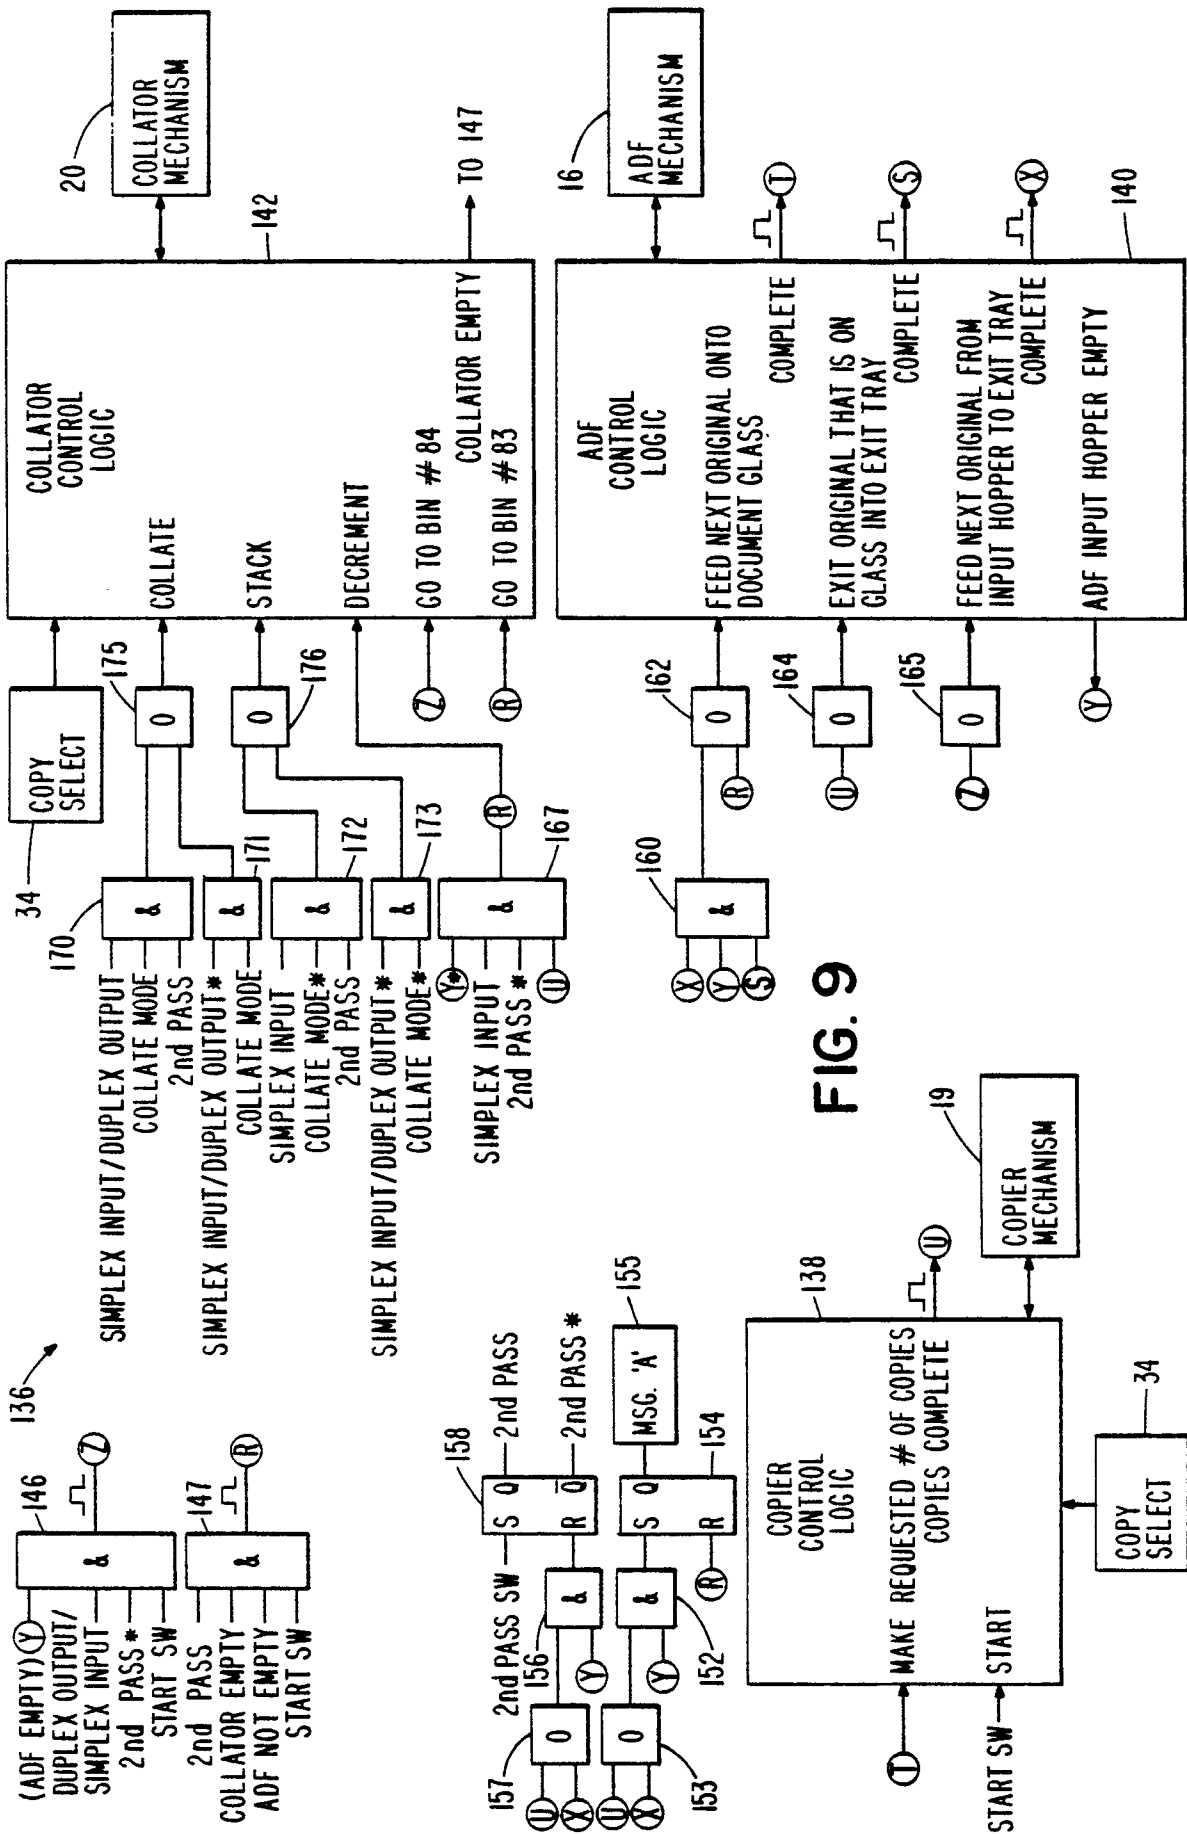 136
(ADF EMPTY) Y
DUPLEX OUTPUT/
SIMPLEX INPUT
2nd PASS*
START SW
&
146
Z
2nd PASS
COLLATOR EMPTY
ADF NOT EMPTY
START SW
&
147
R
SIMPLEX INPUT/DUPLEX OUTPUT
COLLATE MODE
2nd PASS
&
170
SIMPLEX INPUT/DUPLEX OUTPUT*
COLLATE MODE
&
171
SIMPLEX INPUT
COLLATE MODE*
2nd PASS
&
172
SIMPLEX INPUT/DUPLEX OUTPUT*
COLLATE MODE*
&
173
Y*
SIMPLEX INPUT
2nd PASS*
U
&
167
R
34
COPY
SELECT
O
175
O
176
Z
R
COLLATOR
CONTROL
LOGIC
COLLATE
STACK
DECREMENT
GO TO BIN #84
COLLATOR EMPTY
GO TO BIN #83
142
TO 147
20
COLLATOR
MECHANISM
2nd PASS SW
S Q
R Q
158
2nd PASS
2nd PASS*
U
X
O
157
Y
&
156
U
X
O
153
Y
&
152
S Q
R
R
154
MSG. 'A'
155
T
START SW
COPIER
CONTROL
LOGIC
MAKE REQUESTED # OF COPIES
COPIES COMPLETE
START
138
U
COPY
SELECT
34
19
COPIER
MECHANISM
FIG. 9
X
Y
S
&
160
R
O
162
U
O
164
Z
O
165
Y
ADF
CONTROL
LOGIC
FEED NEXT ORIGINAL ONTO
DOCUMENT GLASS
COMPLETE
EXIT ORIGINAL THAT IS ON
GLASS INTO EXIT TRAY
COMPLETE
FEED NEXT ORIGINAL FROM
INPUT HOPPER TO EXIT TRAY
COMPLETE
ADF INPUT HOPPER EMPTY
T
S
X
140
16
ADF
MECHANISM